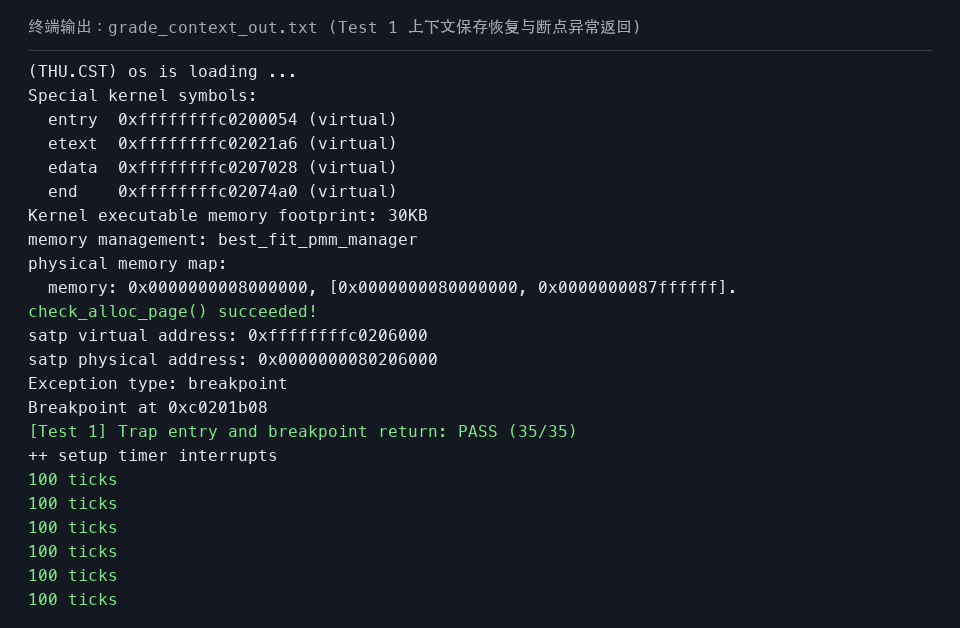 终端输出：grade_context_out.txt (Test 1 上下文保存恢复与断点异常返回)
(THU.CST) os is loading ...
Special kernel symbols:
  entry  0xffffffffc0200054 (virtual)
  etext  0xffffffffc02021a6 (virtual)
  edata  0xffffffffc0207028 (virtual)
  end    0xffffffffc02074a0 (virtual)
Kernel executable memory footprint: 30KB
memory management: best_fit_pmm_manager
physical memory map:
  memory: 0x0000000008000000, [0x0000000080000000, 0x0000000087ffffff].
check_alloc_page() succeeded!
satp virtual address: 0xffffffffc0206000
satp physical address: 0x0000000080206000
Exception type: breakpoint
Breakpoint at 0xc0201b08
[Test 1] Trap entry and breakpoint return: PASS (35/35)
++ setup timer interrupts
100 ticks
100 ticks
100 ticks
100 ticks
100 ticks
100 ticks